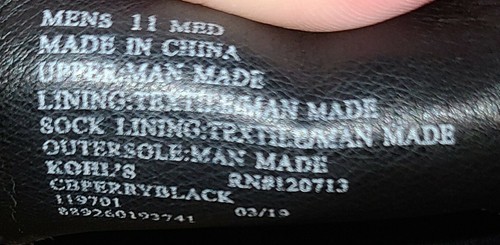 MENS 11 MED
MADE IN CHINA
UPPER:MAN MADE
LINING:TEXTILE/MAN MADE
SOCK LINING:TEXTILE/MAN MADE
OUTERSOLE:MAN MADE
KOHL'S RN#120713
CBPERRYBLACK
119701
889260193741 03/19